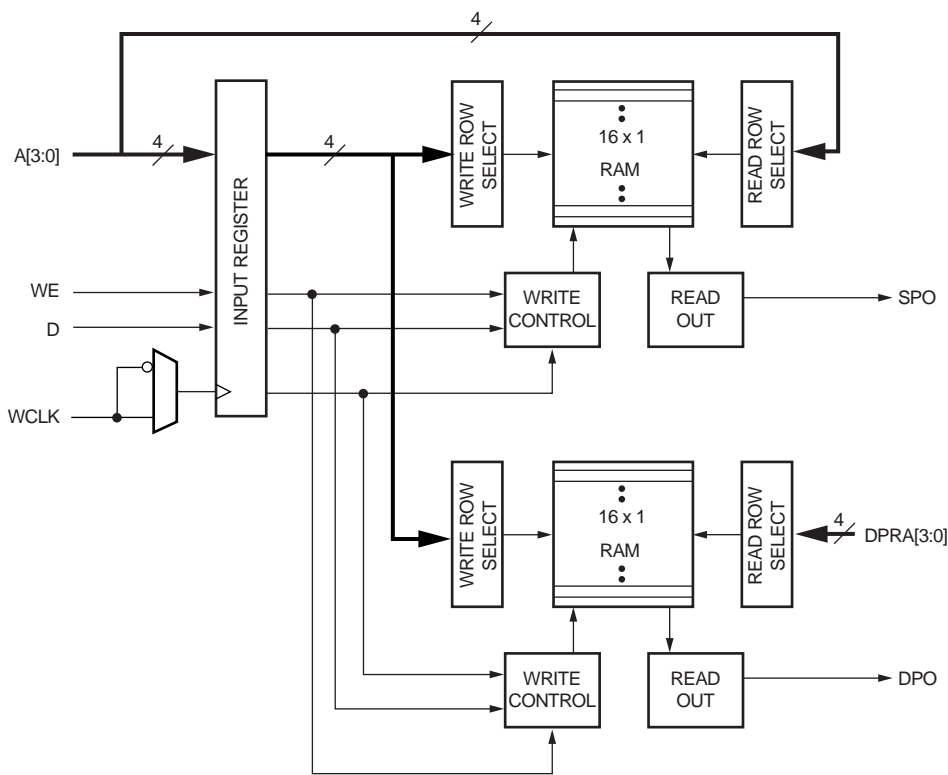 4
A[3:0]
4
INPUT REGISTER
4
WRITE ROW
SELECT
16 x 1
RAM
READ ROW
SELECT
WE
D
WCLK
WRITE
CONTROL
READ
OUT
SPO
WRITE ROW
SELECT
16 x 1
RAM
READ ROW
SELECT
4
DPRA[3:0]
WRITE
CONTROL
READ
OUT
DPO